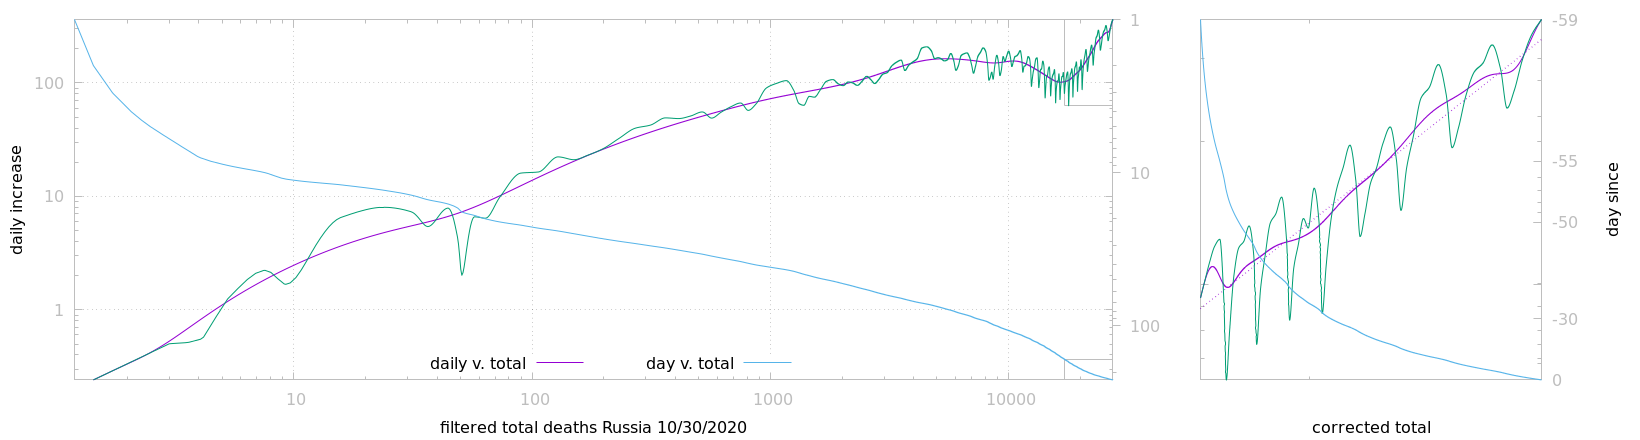 daily increase
100
10
1
10
100
1000
10000
1
10
100
daily v. total
day v. total
filtered total deaths Russia 10/30/2020
-59
-55
-50
-30
0
day since
corrected total